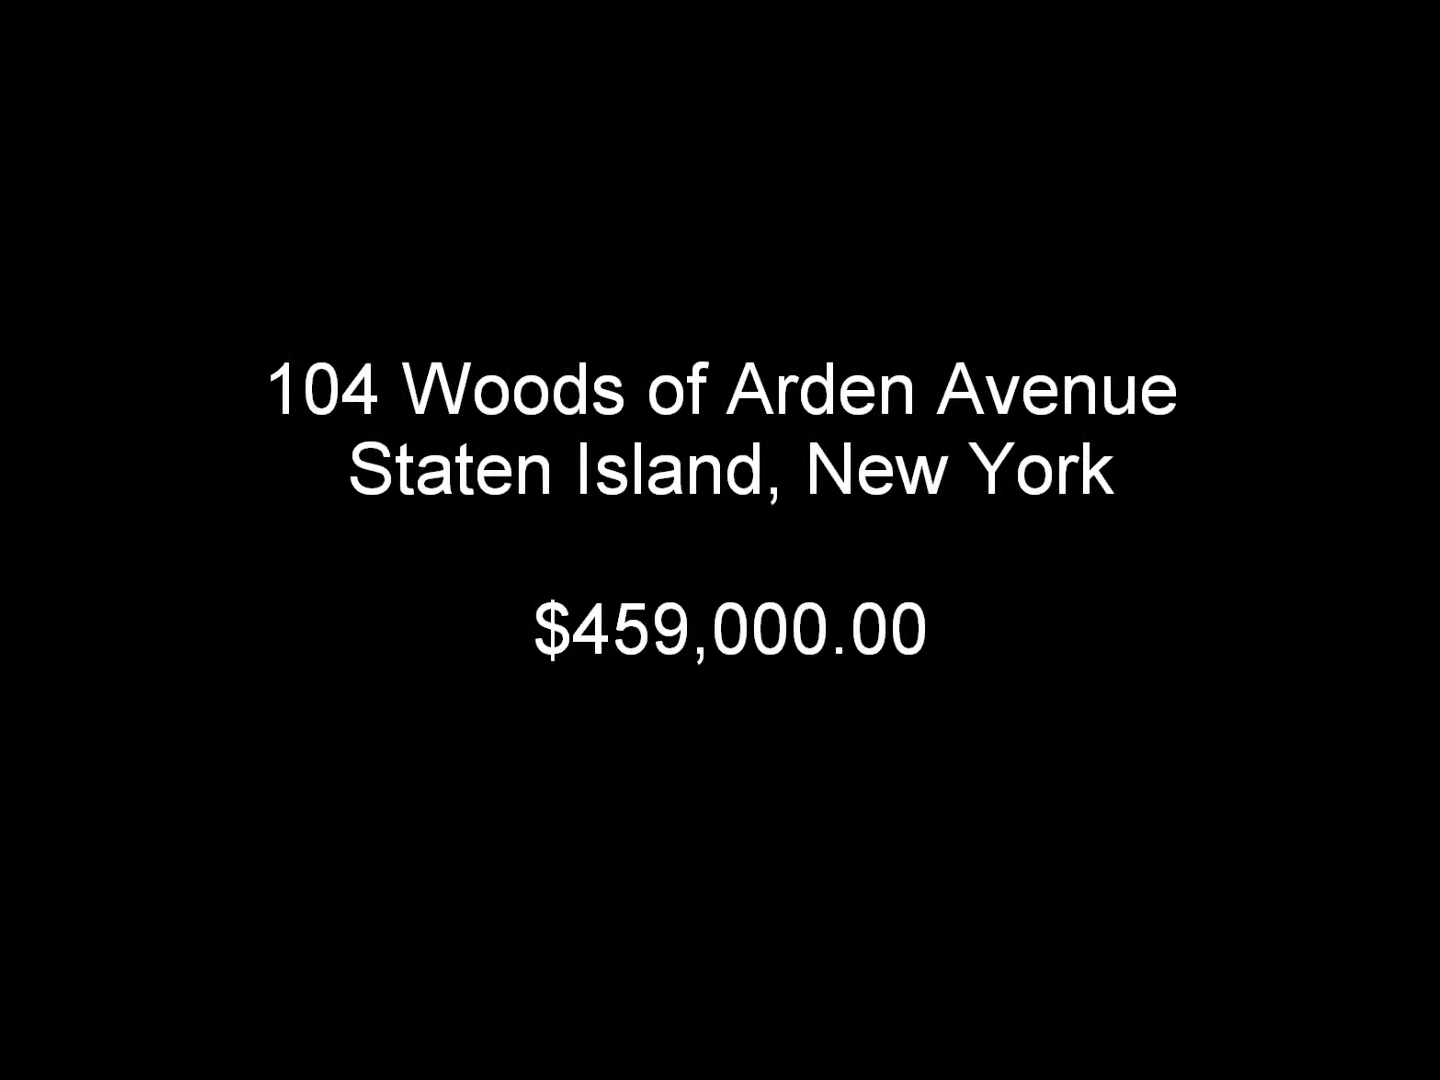 104 Woods of Arden Avenue
Staten Island, New York
$459,000.00